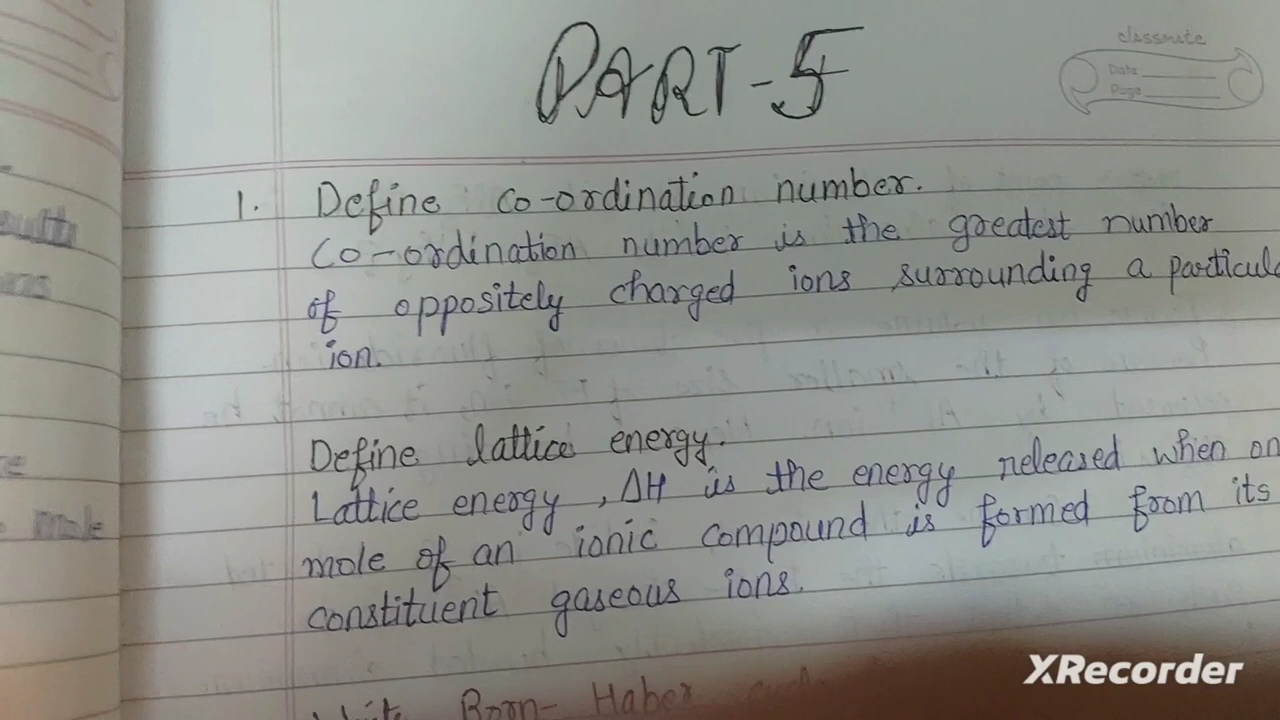 PART-5
classmate
Date
Page
1. Define co-ordination number.
Co-ordination number is the greatest number
of oppositely charged ions surrounding a particula
ion.
Define lattice energy.
Lattice energy, ΔH is the energy released when on
mole of an ionic compound is formed from its
constituent gaseous ions.
Born-Haber
XRecorder